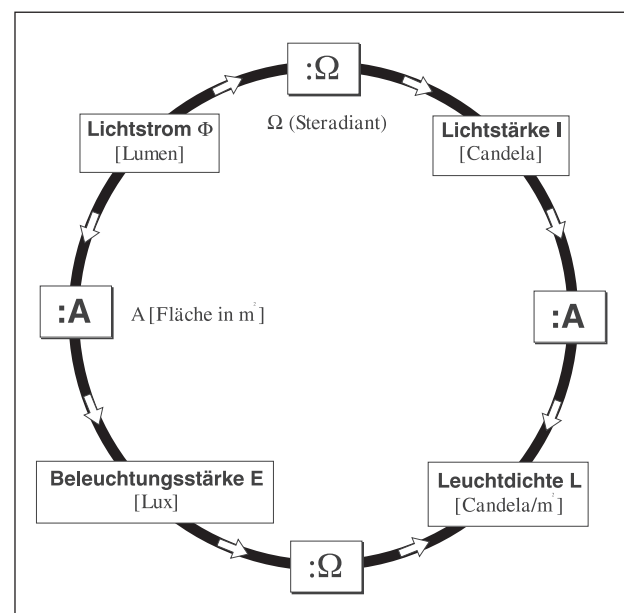 :Ω
Ω (Steradiant)
Lichtstrom Φ
[Lumen]
Lichtstärke I
[Candela]
:A
A [Fläche in m²]
:A
Beleuchtungsstärke E
[Lux]
Leuchtdichte L
[Candela/m²]
:Ω